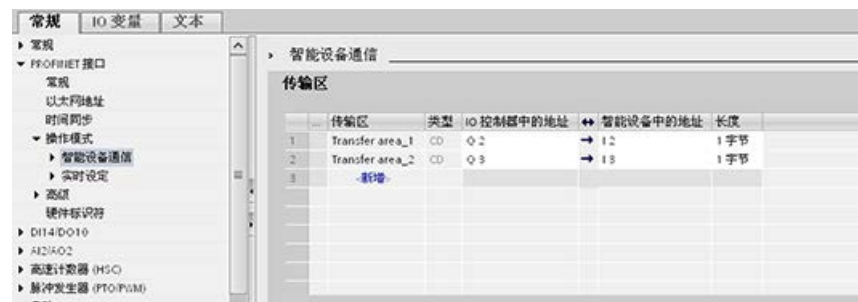 常规 IO 变量 文本
常规
PROFINET 接口
常规
以太网地址
时间同步
操作模式
智能设备通信
实时设定
高级
硬件标识符
DI14/DO10
AI2/AO2
高速计数器 (HSC)
脉冲发生器 (PTO/PWM)
智能设备通信
传输区
... 传输区 类型 IO 控制器中的地址 ↔ 智能设备中的地址 长度
1 Transfer area_1 CD Q 2 → I 2 1 字节
2 Transfer area_2 CD Q 3 → I 3 1 字节
3 <新增>